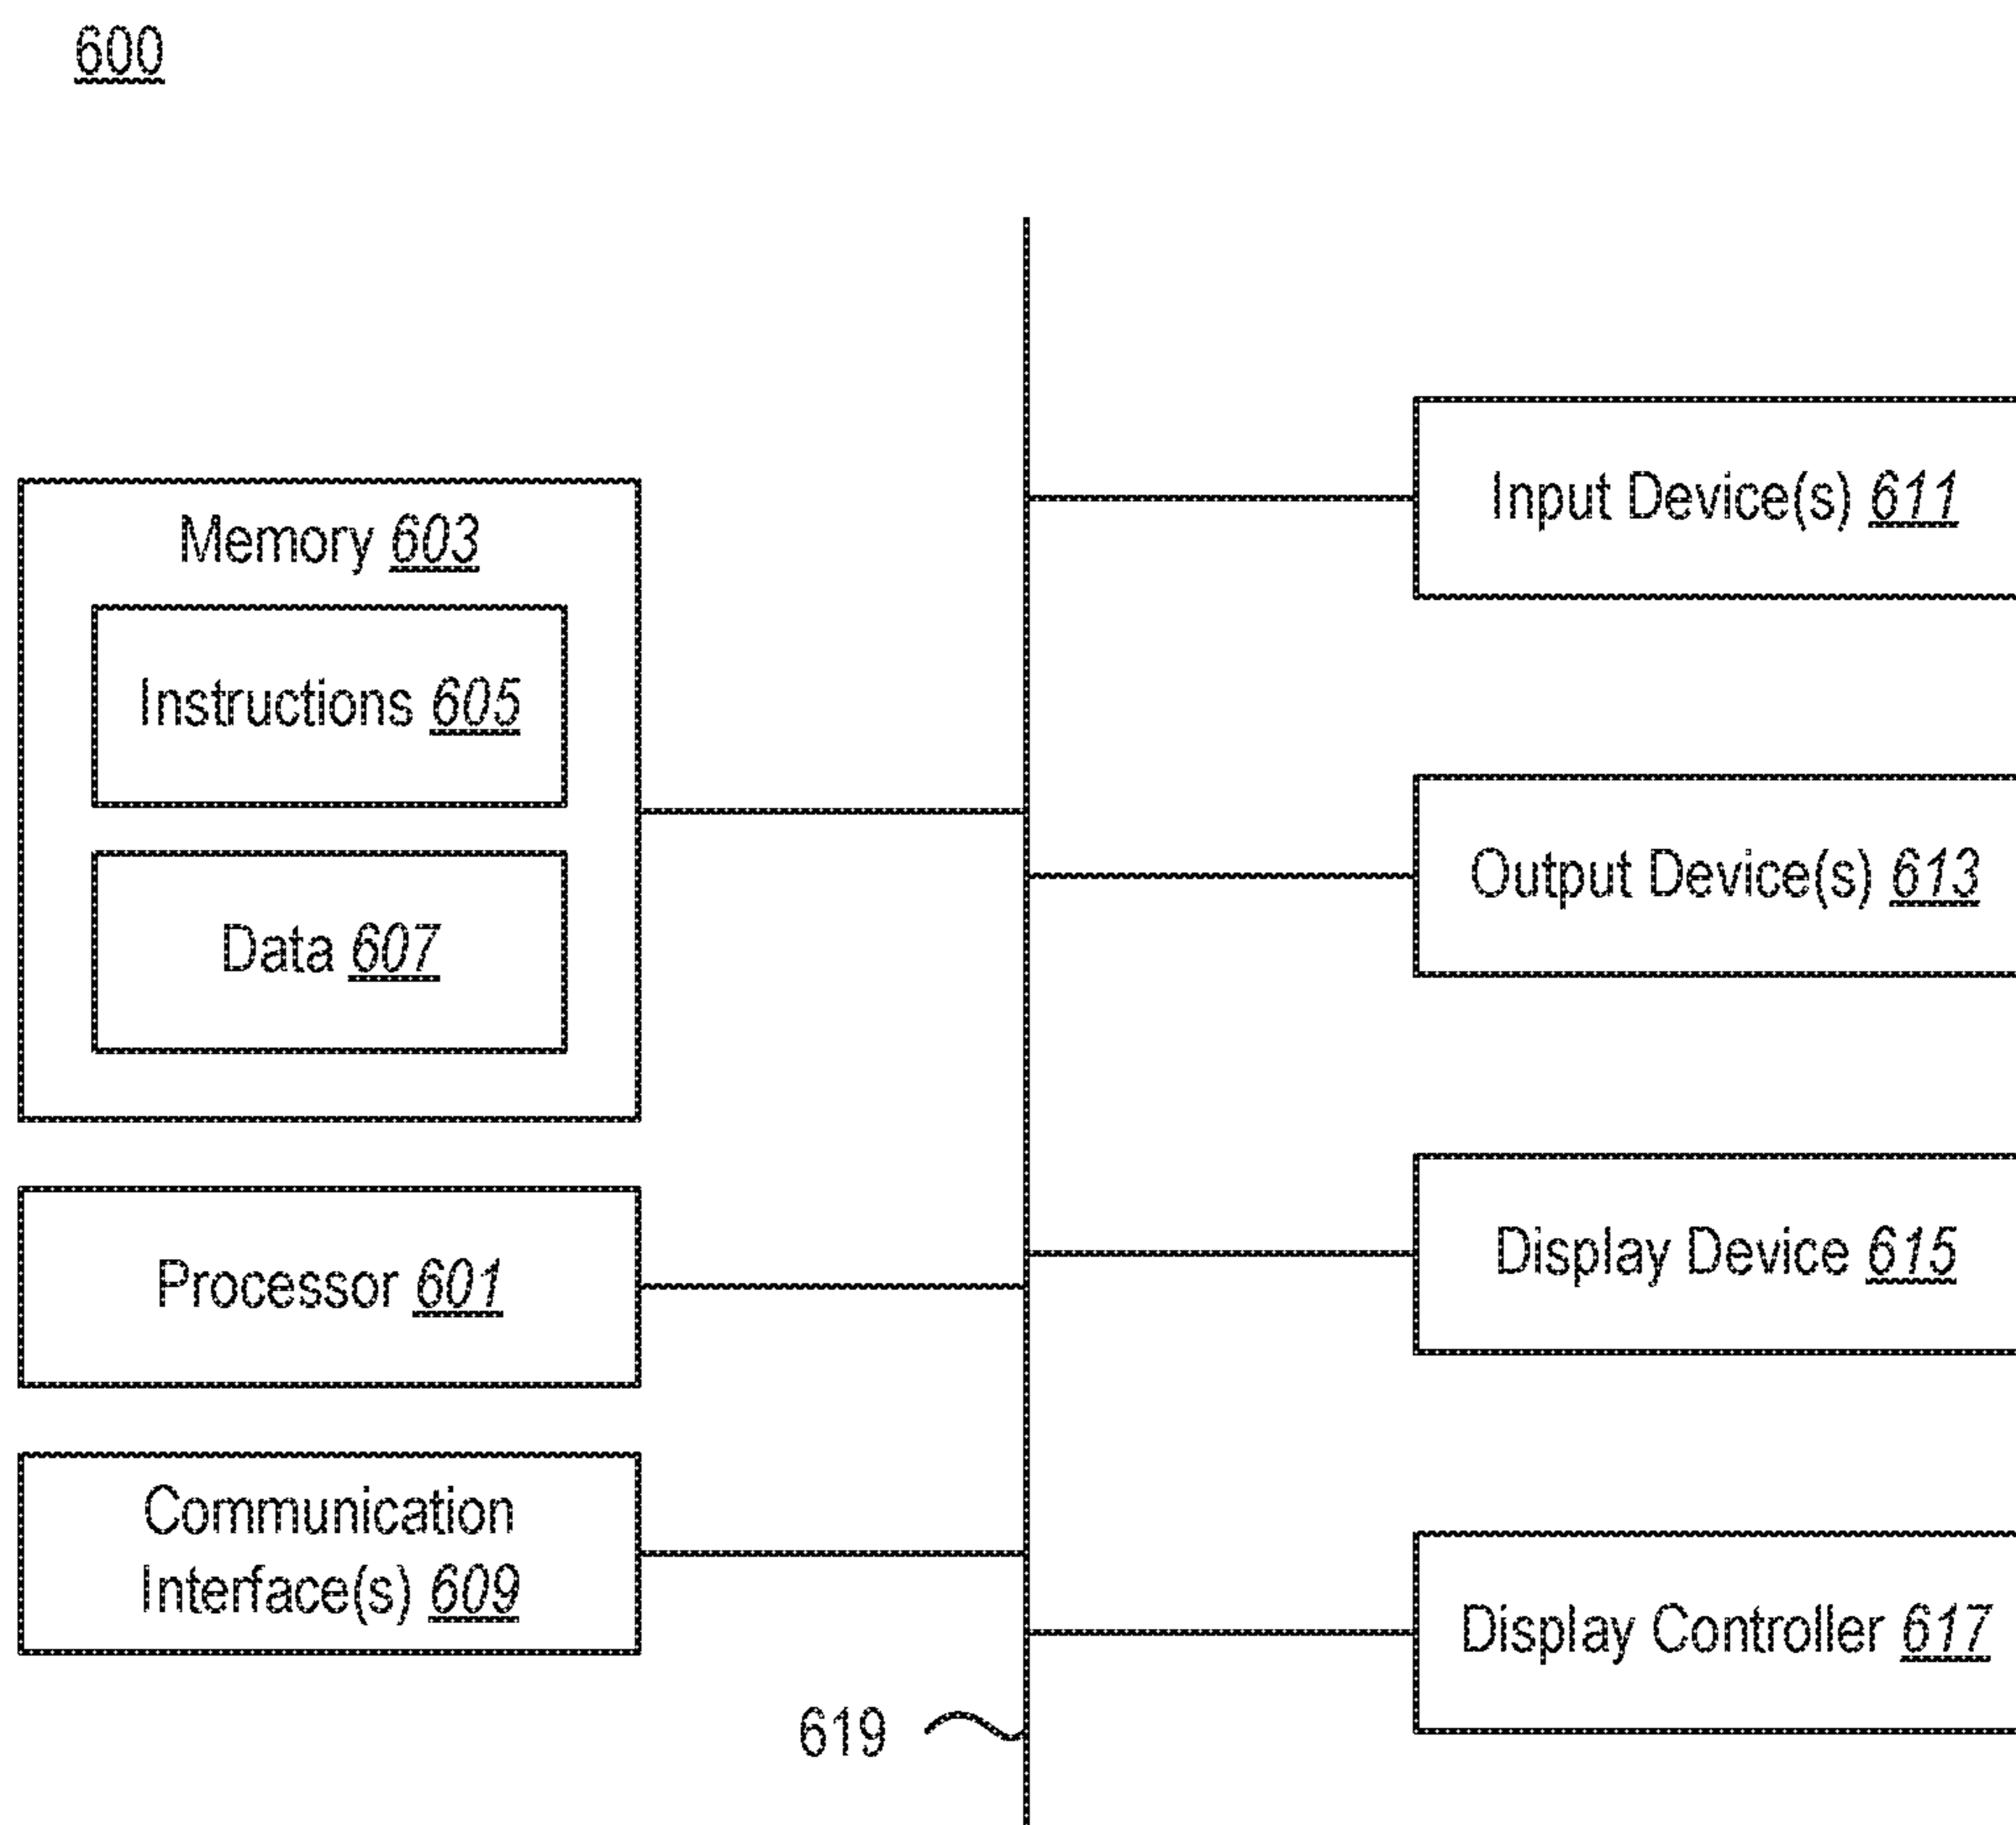 600
Memory 603
Instructions 605
Data 607
Processor 601
Communication
Interface(s) 609
Input Device(s) 611
Output Device(s) 613
Display Device 615
Display Controller 617
619